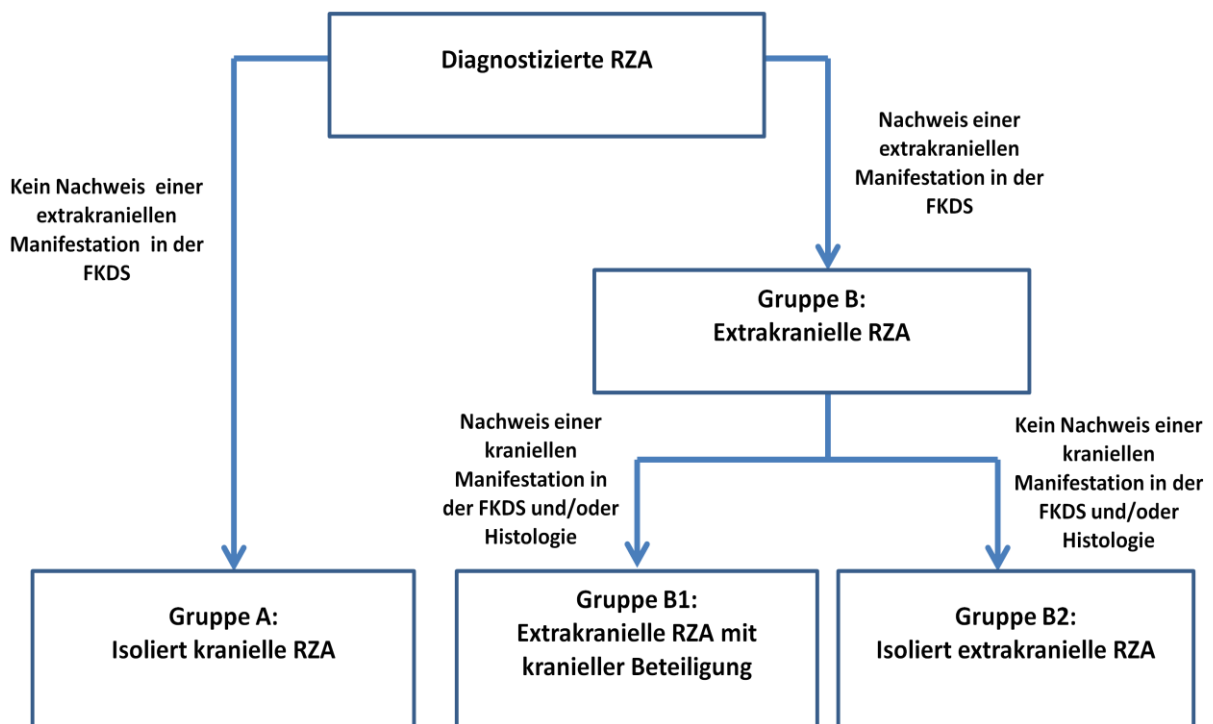 Diagnostizierte RZA
Kein Nachweis einer
extrakraniellen
Manifestation in der
FKDS
Nachweis einer
extrakraniellen
Manifestation in der
FKDS
Gruppe B:
Extrakranielle RZA
Nachweis einer
kraniellen
Manifestation in
der FKDS und/oder
Histologie
Kein Nachweis einer
kraniellen
Manifestation in der
FKDS und/oder
Histologie
Gruppe A:
Isoliert kranielle RZA
Gruppe B1:
Extrakranielle RZA mit
kranieller Beteiligung
Gruppe B2:
Isoliert extrakranielle RZA